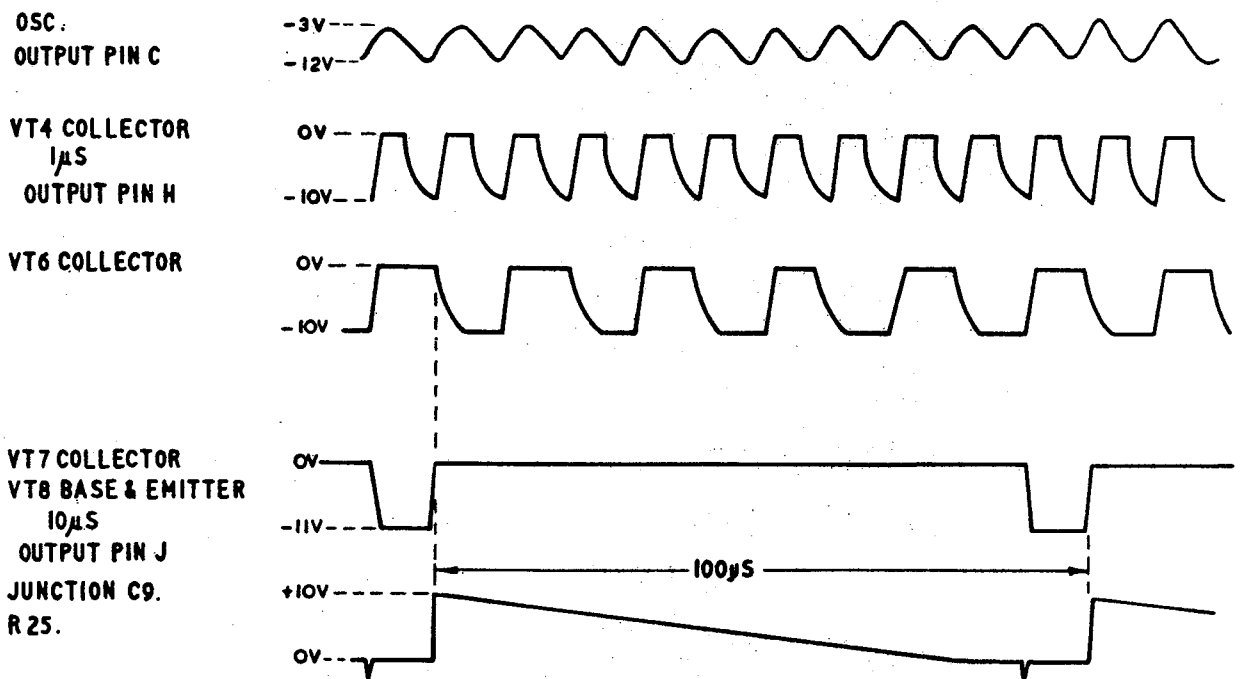 OSC.
OUTPUT PIN C
-3V
-12V
VT4 COLLECTOR
1µS
OUTPUT PIN H
0V
-10V
VT6 COLLECTOR
0V
-10V
VT7 COLLECTOR
VT8 BASE & EMITTER
10µS
OUTPUT PIN J
0V
-11V
100µS
JUNCTION C9.
R 25.
+10V
0V